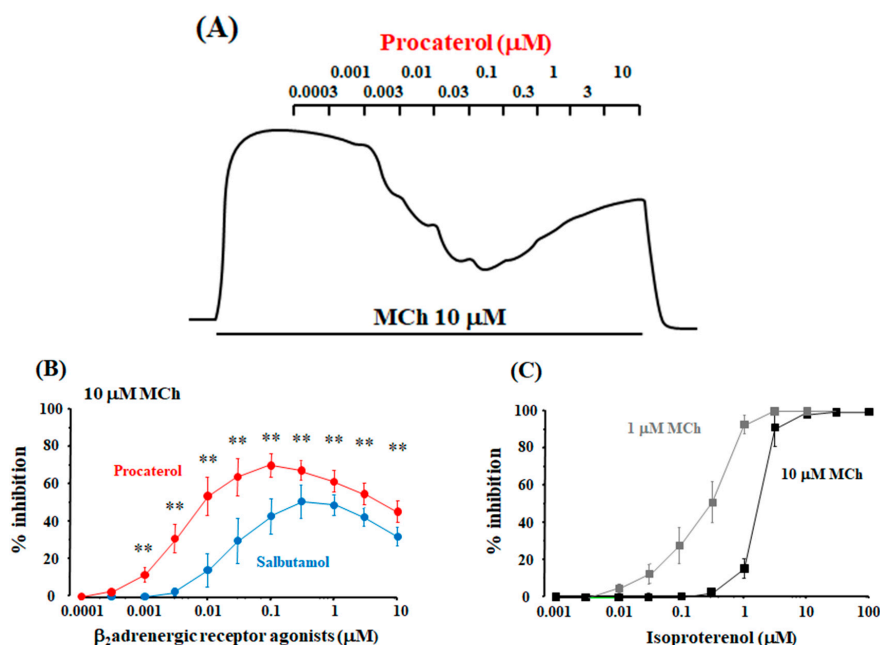 (A)
Procaterol (μM)
0.001 0.01 0.1 1 10
0.0003 0.003 0.03 0.3 3
MCh 10 μM
(B)
10 μM MCh
% inhibition
100
80
60
40
20
0
Procaterol
Salbutamol
** ** ** ** ** ** ** ** **
0.0001 0.001 0.01 0.1 1 10
β₂adrenergic receptor agonists (μM)
(C)
% inhibition
100
80
60
40
20
0
1 μM MCh
10 μM MCh
0.001 0.01 0.1 1 10 100
Isoproterenol (μM)